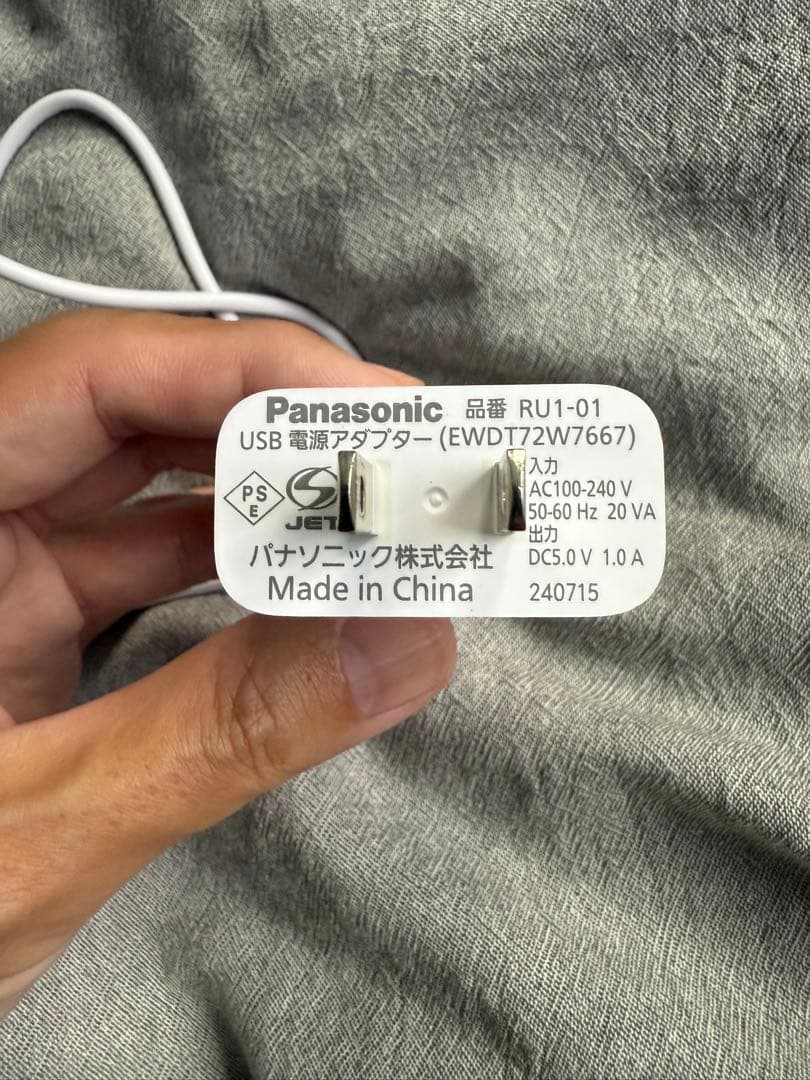 Panasonic 品番 RU1-01
USB 電源アダプター (EWDT72W7667)
PS
E
JET
入力
AC100-240 V
50-60 Hz 20 VA
出力
DC5.0 V 1.0 A
パナソニック株式会社
Made in China
240715